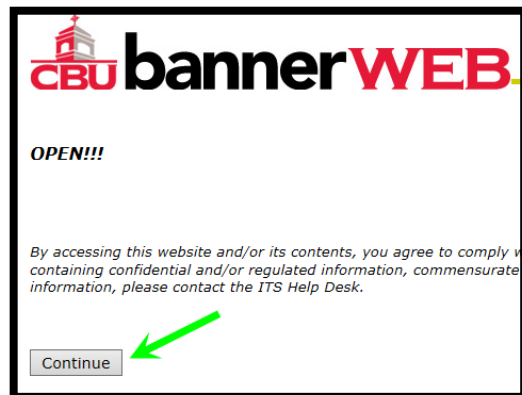 CBU bannerWEB
OPEN!!!
By accessing this website and/or its contents, you agree to comply
containing confidential and/or regulated information, commensurate
information, please contact the ITS Help Desk.
Continue